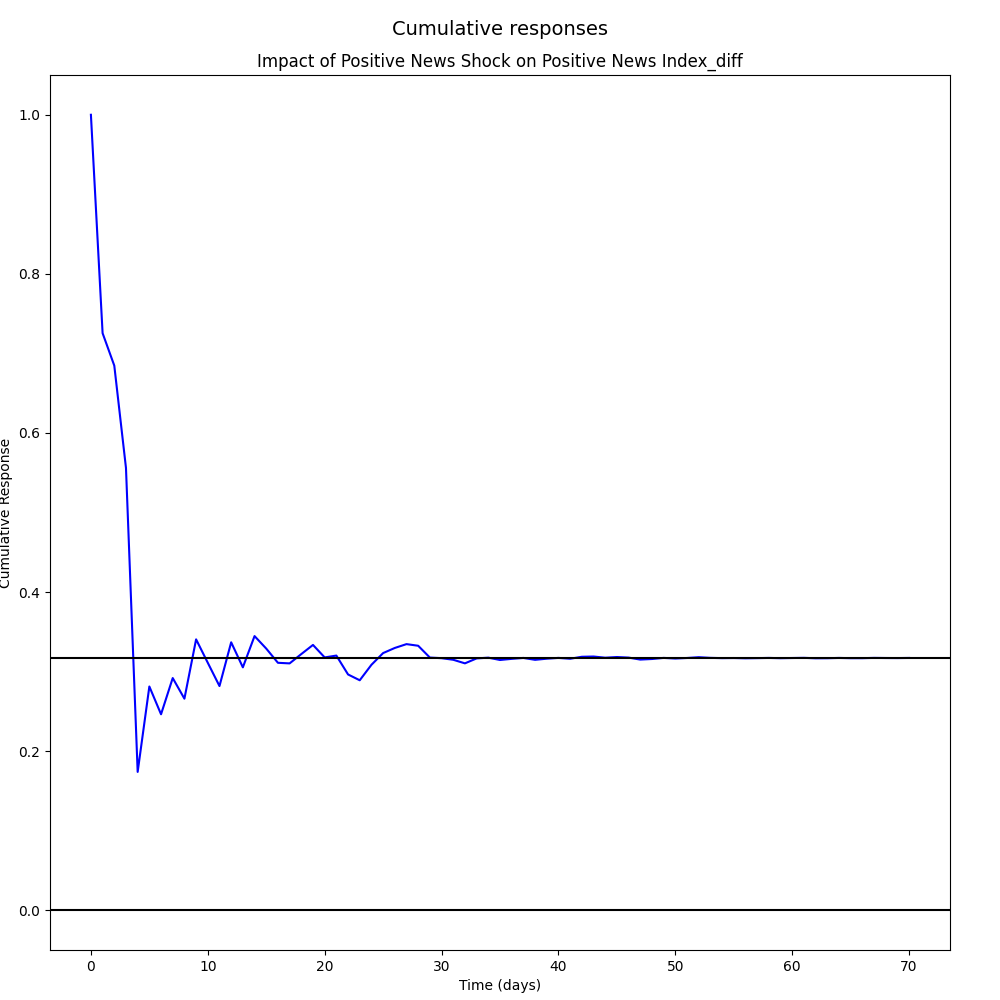 Cumulative responses
Impact of Positive News Shock on Positive News Index_diff
1.0
0.8
0.6
0.4
0.2
0.0
Cumulative Response
0 10 20 30 40 50 60 70
Time (days)